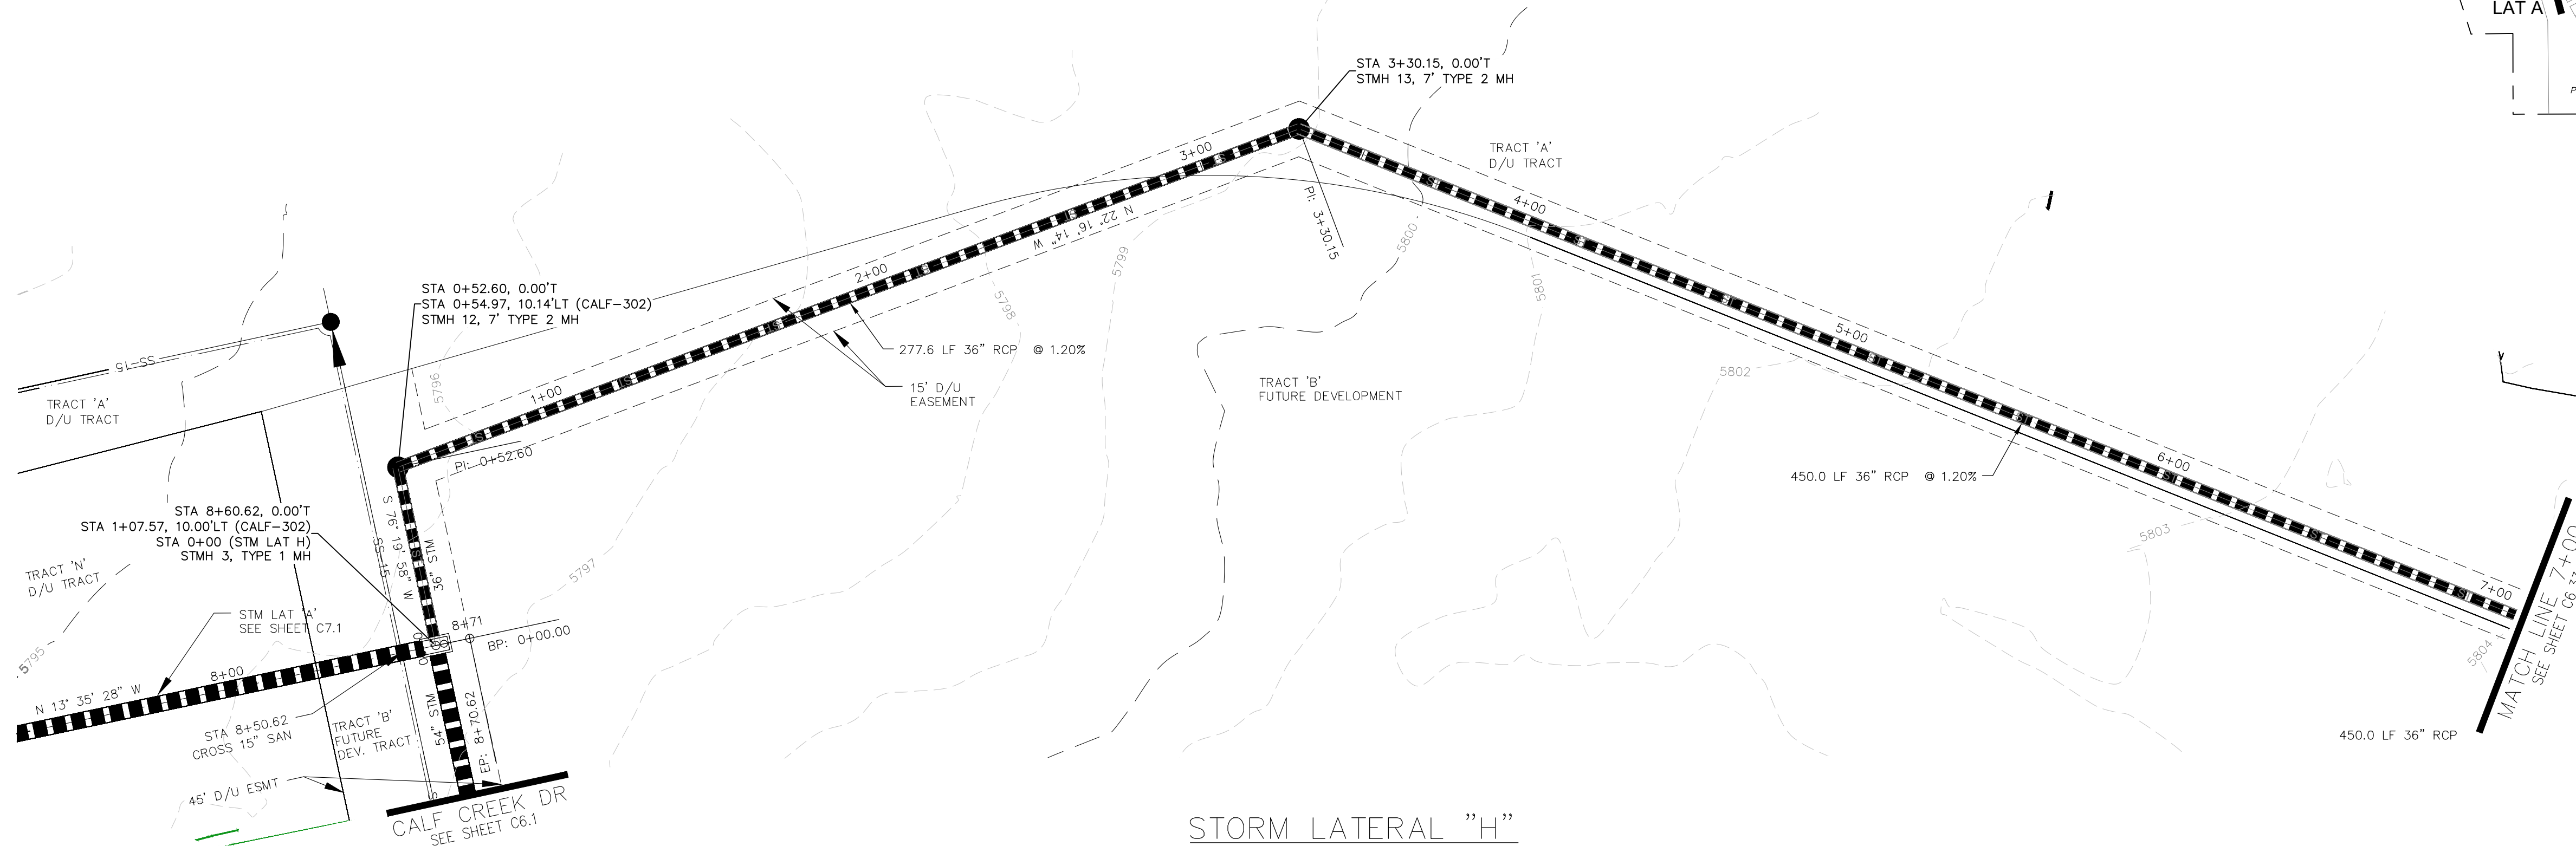 LAT A
STA 3+30.15, 0.00'T
STMH 13, 7' TYPE 2 MH
TRACT 'A'
D/U TRACT
3+00
4+00
PI: 3+30.15
N 22° 16' 14" W
5800
5799
5801
2+00
STA 0+52.60, 0.00'T
STA 0+54.97, 10.14'LT (CALF-302)
STMH 12, 7' TYPE 2 MH
5798
5+00
277.6 LF 36" RCP @ 1.20%
SS-15
5796
1+00
15' D/U
EASEMENT
TRACT 'B'
FUTURE DEVELOPMENT
5802
TRACT 'A'
D/U TRACT
PI: 0+52.60
6+00
450.0 LF 36" RCP @ 1.20%
STA 8+60.62, 0.00'T
STA 1+07.57, 10.00'LT (CALF-302)
STA 0+00 (STM LAT H)
STMH 3, TYPE 1 MH
S 76° 19' 58" W
SS-15
36" STM
5797
5803
TRACT 'N'
D/U TRACT
7+00
STM LAT 'A'
SEE SHEET C7.1
8+71
BP: 0+00.00
5795
5804
8+00
N 13° 35' 28" W
MATCH LINE 7+00
STA 8+50.62
CROSS 15" SAN
TRACT 'B'
FUTURE
DEV. TRACT
54" STM
EP: 8+70.62
450.0 LF 36" RCP
45' D/U ESMT
CALF CREEK DR
SEE SHEET C6.1
STORM LATERAL "H"